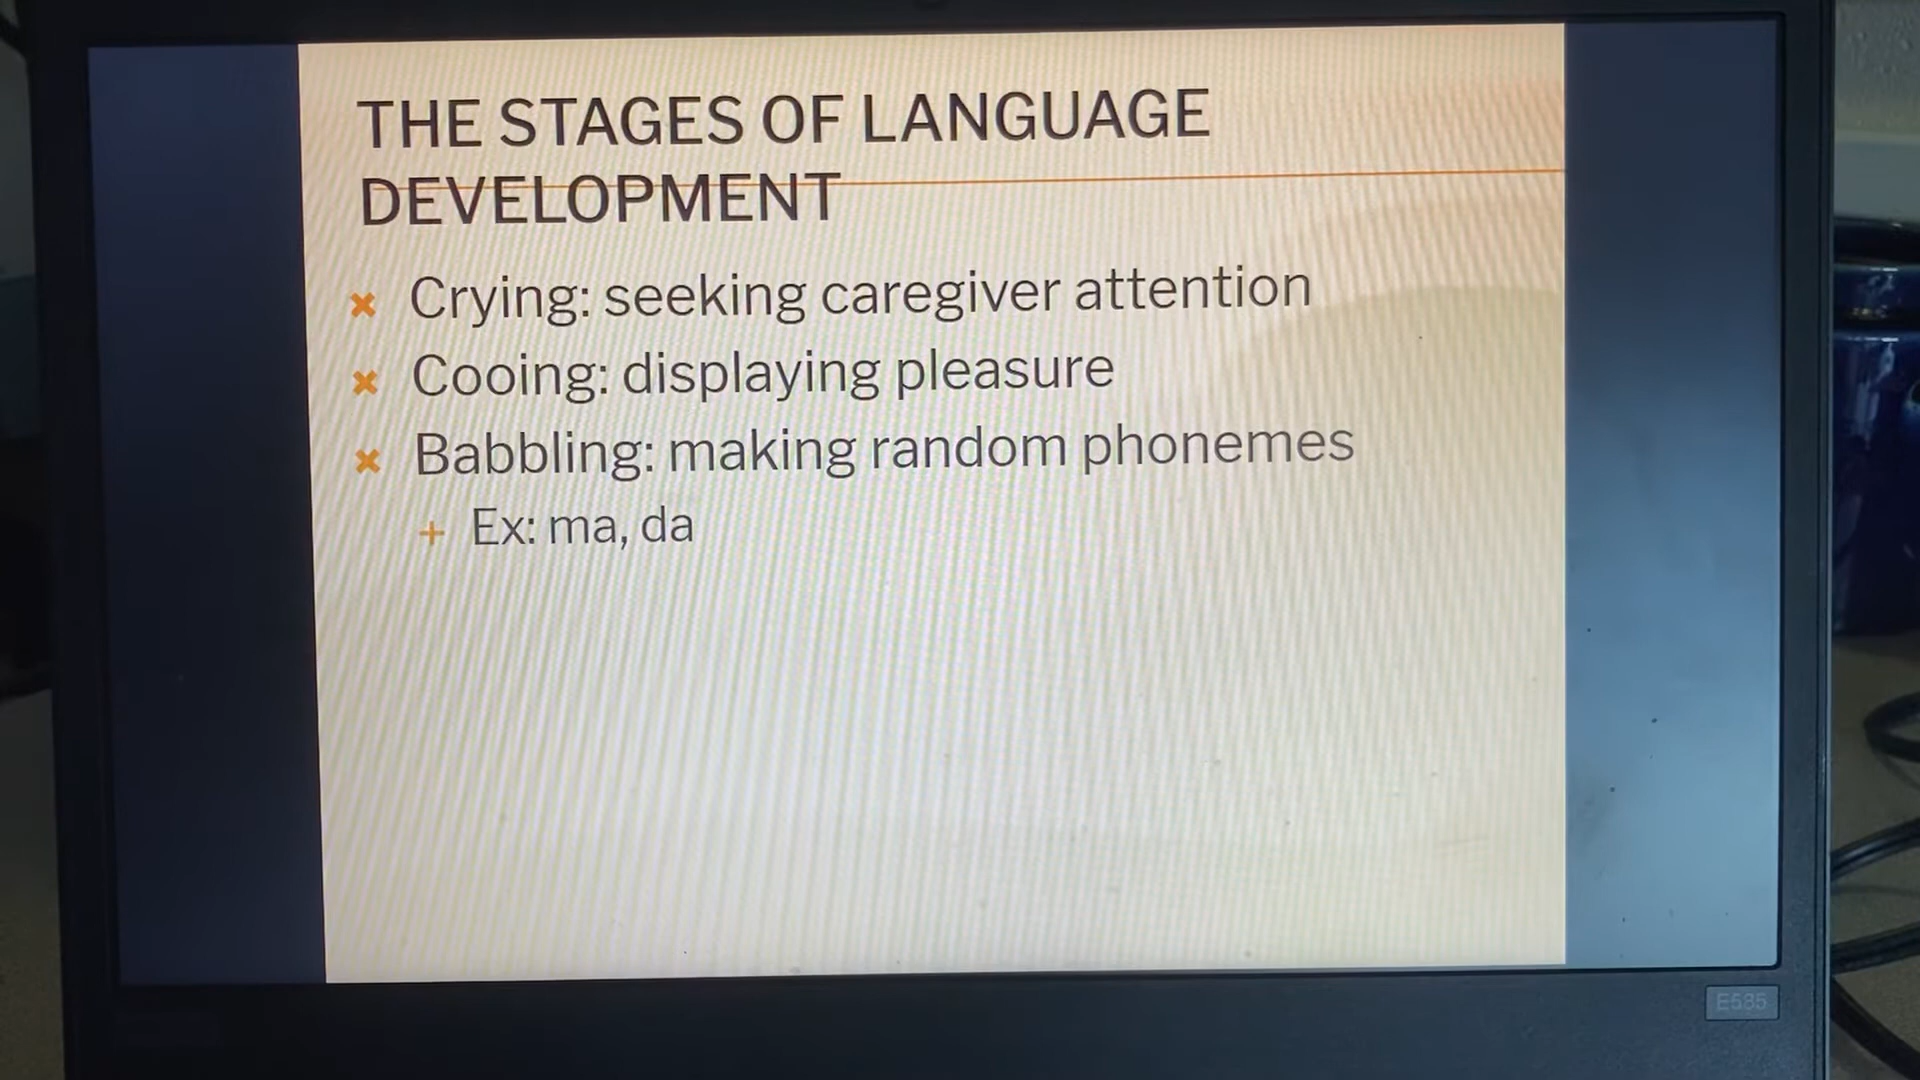 THE STAGES OF LANGUAGE
DEVELOPMENT
Crying: seeking caregiver attention
Cooing: displaying pleasure
Babbling: making random phonemes
Ex: ma, da
E585